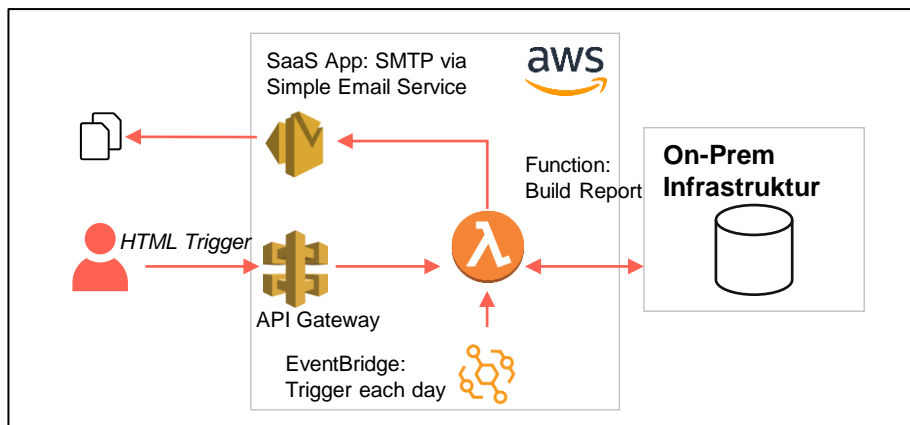 SaaS App: SMTP via
Simple Email Service
aws
Function:
Build Report
On-Prem
Infrastruktur
HTML Trigger
λ
API Gateway
EventBridge:
Trigger each day